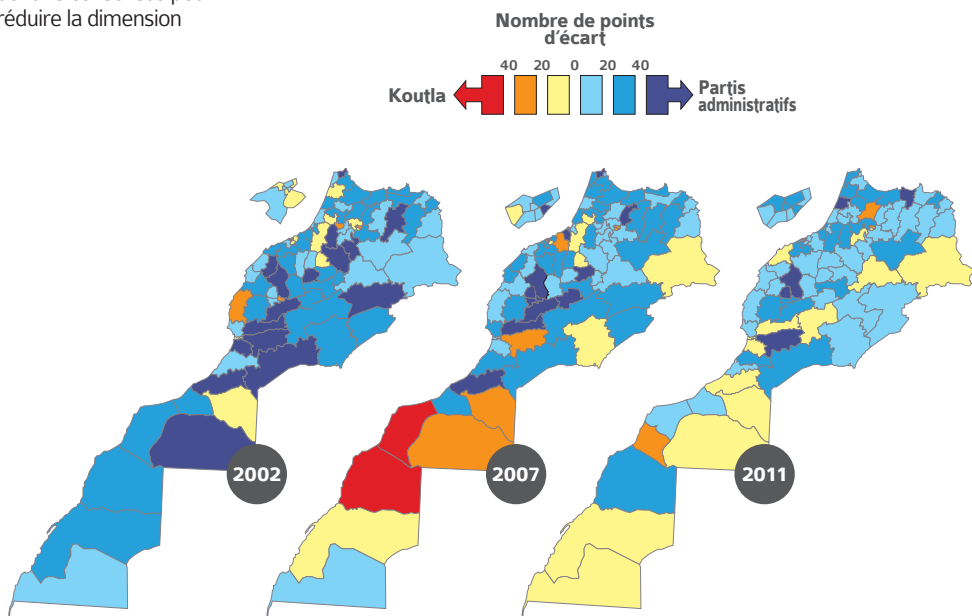 réduire la dimension
Nombre de points
d'écart
40 20 0 20 40
Koutla
Partis
administratifs
2002
2007
2011